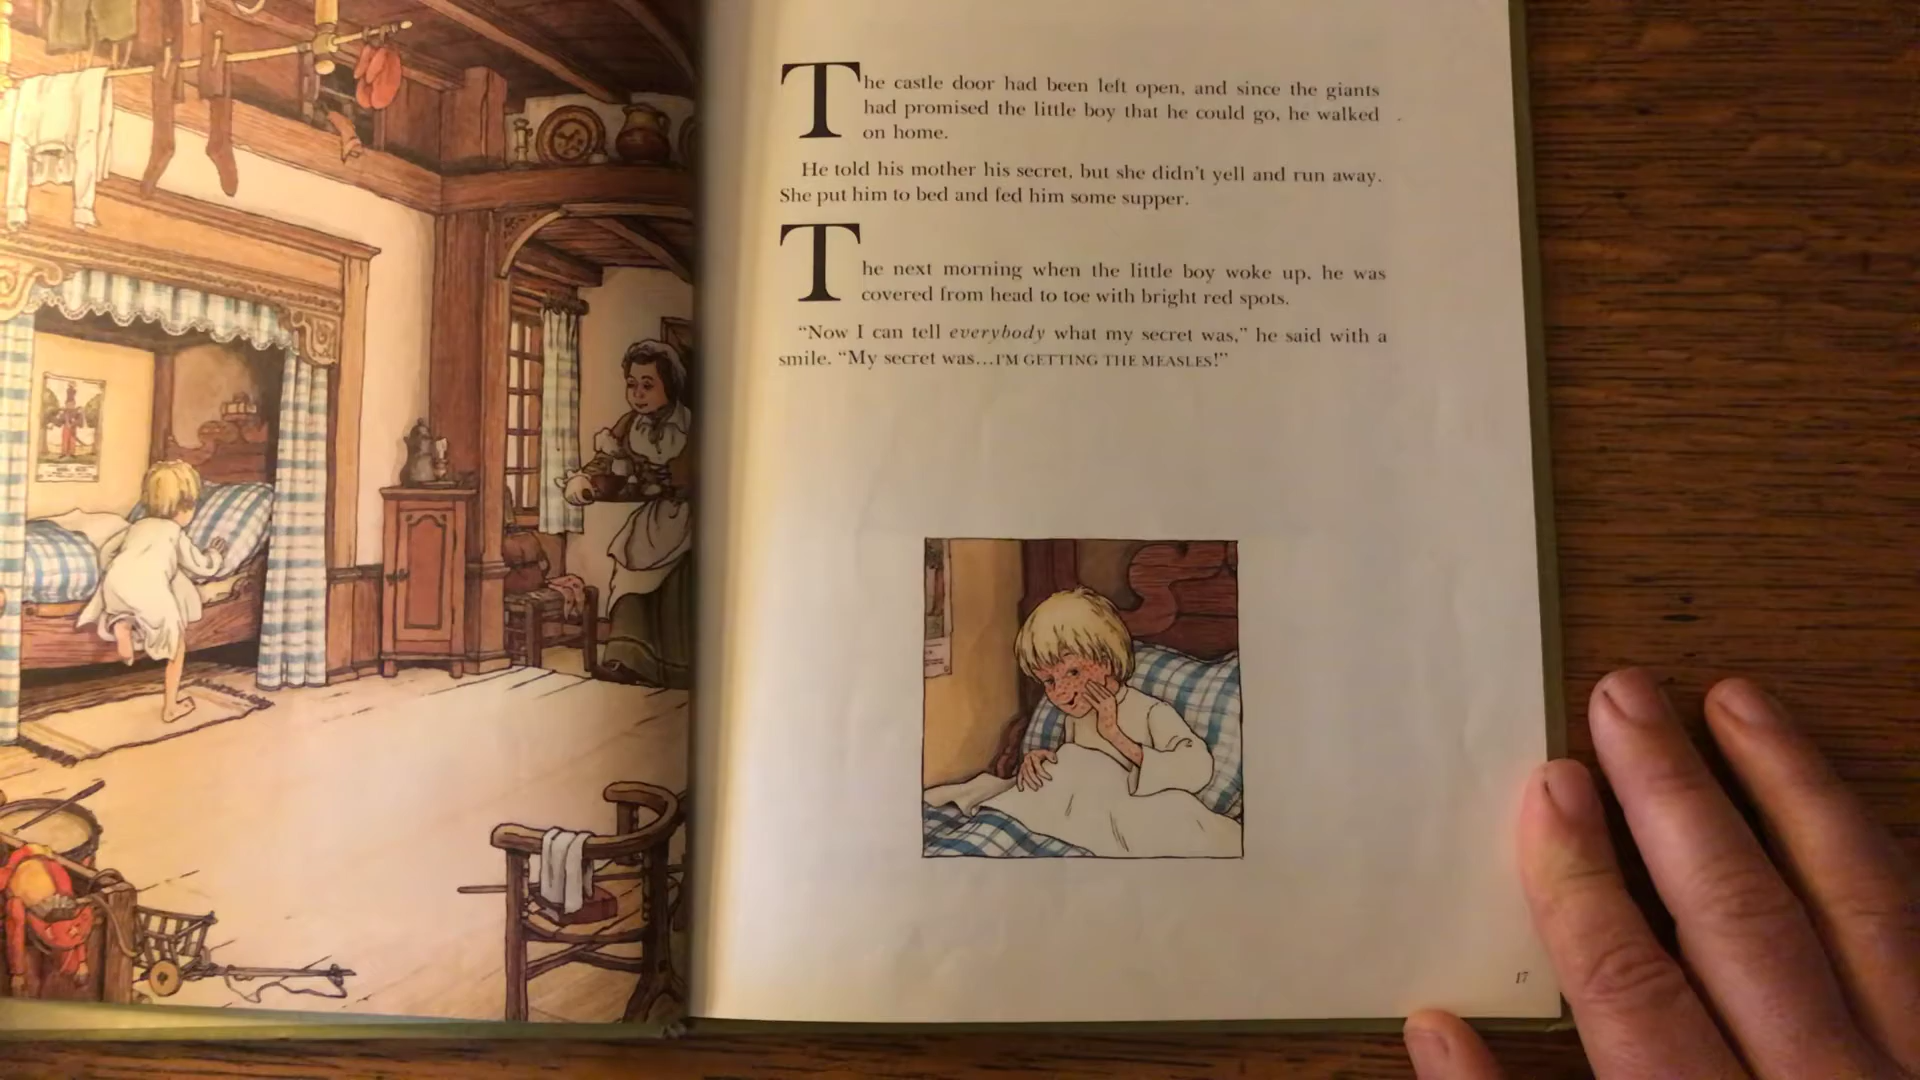 The castle door had been left open, and since the giants
had promised the little boy that he could go, he walked
on home.
He told his mother his secret, but she didn't yell and run away.
She put him to bed and fed him some supper.
The next morning when the little boy woke up, he was
covered from head to toe with bright red spots.
“Now I can tell everybody what my secret was,” he said with a
smile. “My secret was...I'M GETTING THE MEASLES!”
17